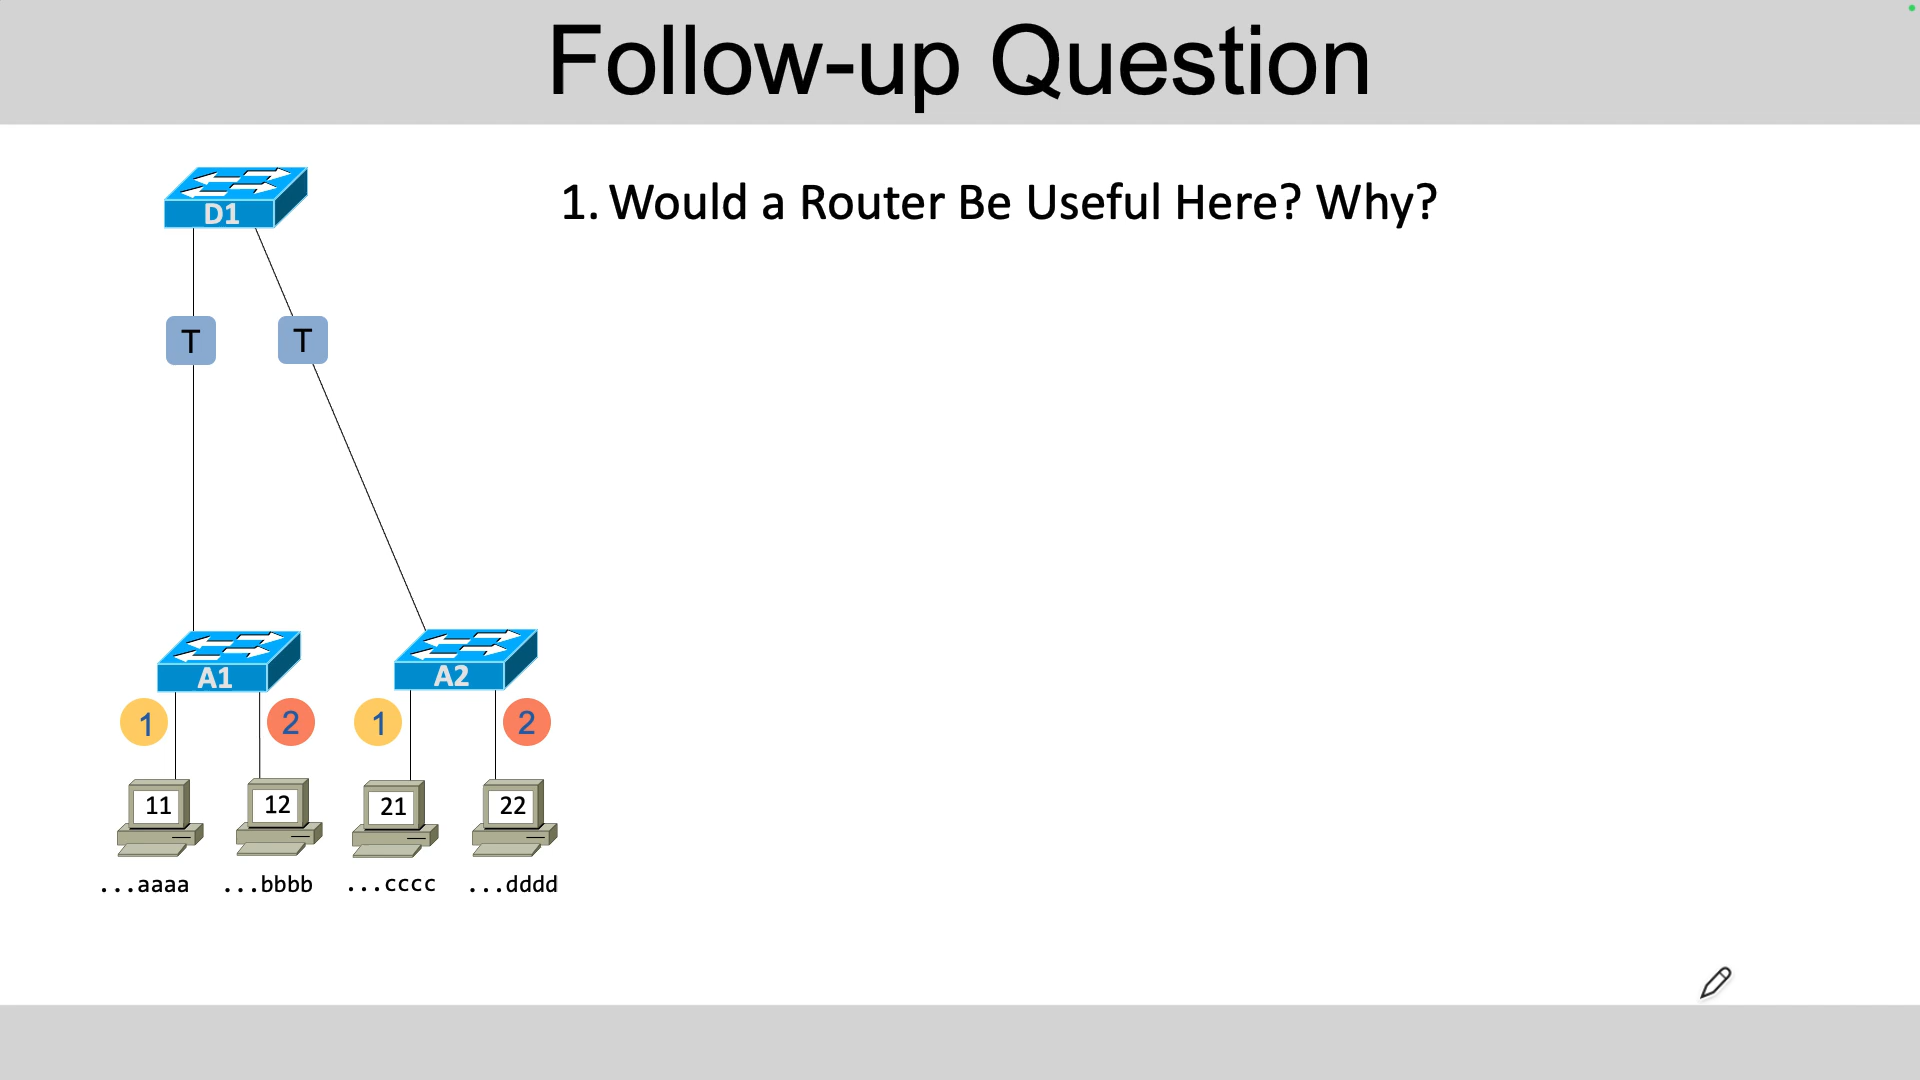 Follow-up Question
1. Would a Router Be Useful Here? Why?
D1
T T
A1 A2
1 2 1 2
11 12 21 22
...aaaa ...bbbb ...cccc ...dddd